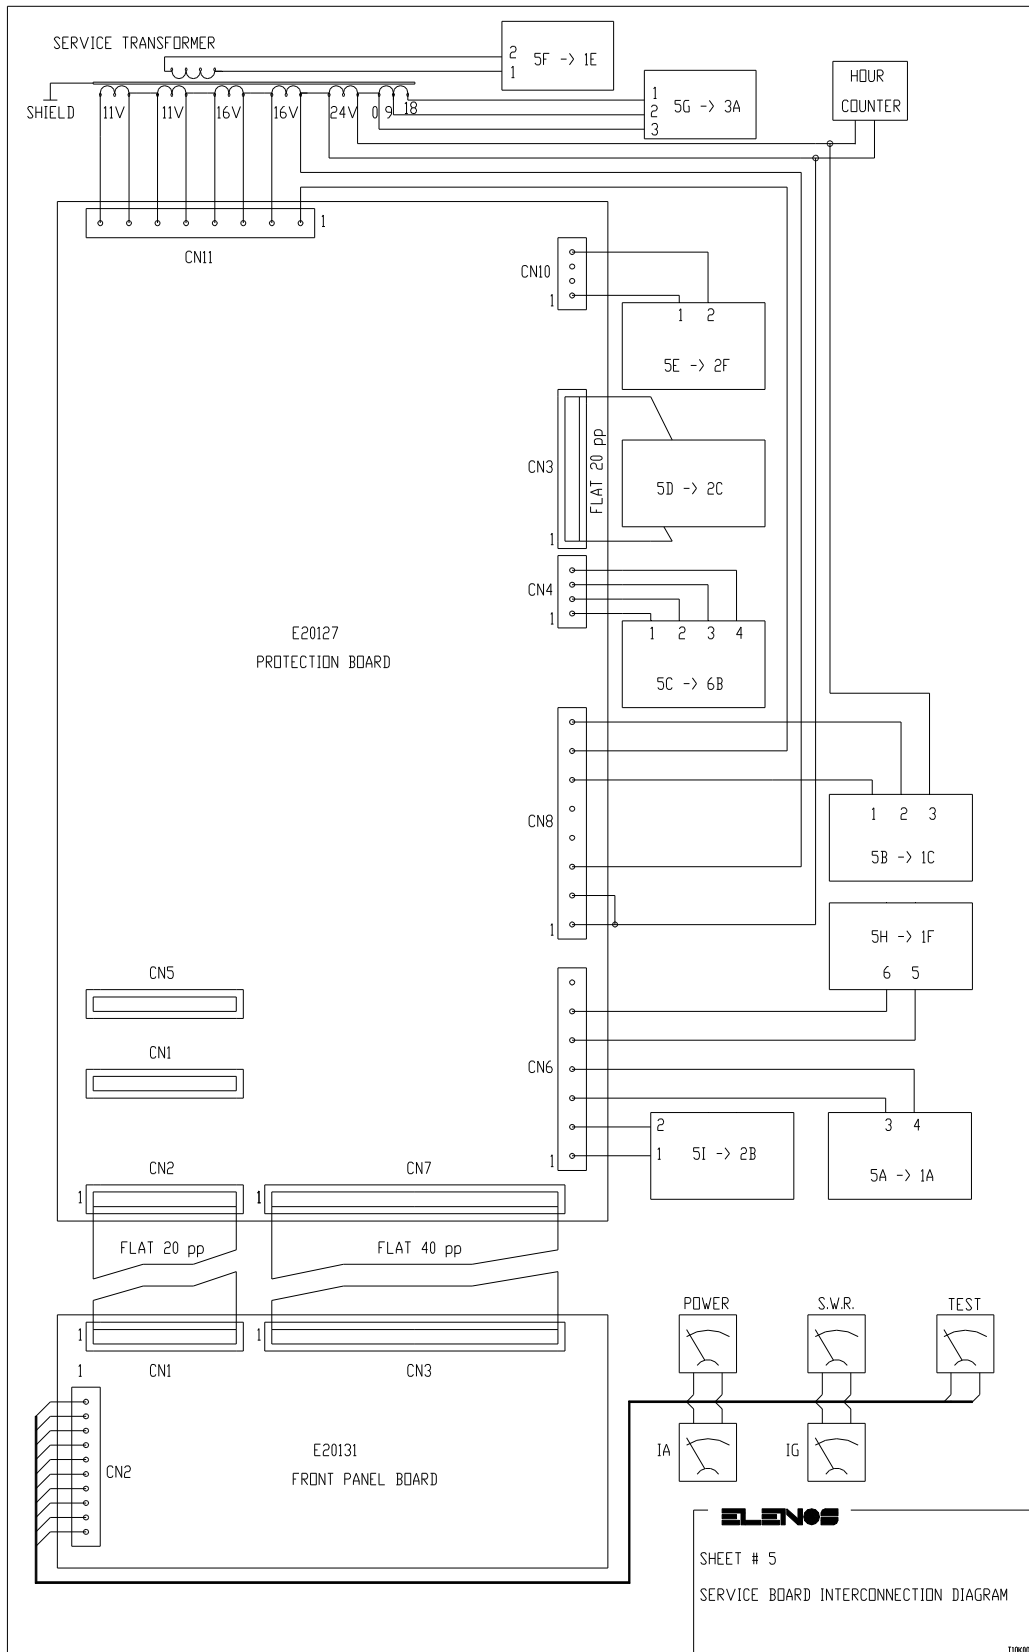 SERVICE TRANSFORMER
2
1
5F -> 1E
SHIELD
11V
11V
16V
16V
24V
0
9
18
1
2
3
5G -> 3A
HOUR
COUNTER
1
CN11
CN10
1
1 2
5E -> 2F
CN3
1
FLAT 20 pp
5D -> 2C
CN4
1
1 2 3 4
5C -> 6B
E20127
PROTECTION BOARD
CN8
1
1 2 3
5B -> 1C
5H -> 1F
6 5
CN5
CN1
CN6
1
2
1
5I -> 2B
3 4
5A -> 1A
CN2
CN7
1
1
FLAT 20 pp
FLAT 40 pp
1
1
CN1
CN3
1
CN2
E20131
FRONT PANEL BOARD
POWER
S.W.R.
TEST
IA
IG
ELENOS
SHEET # 5
SERVICE BOARD INTERCONNECTION DIAGRAM